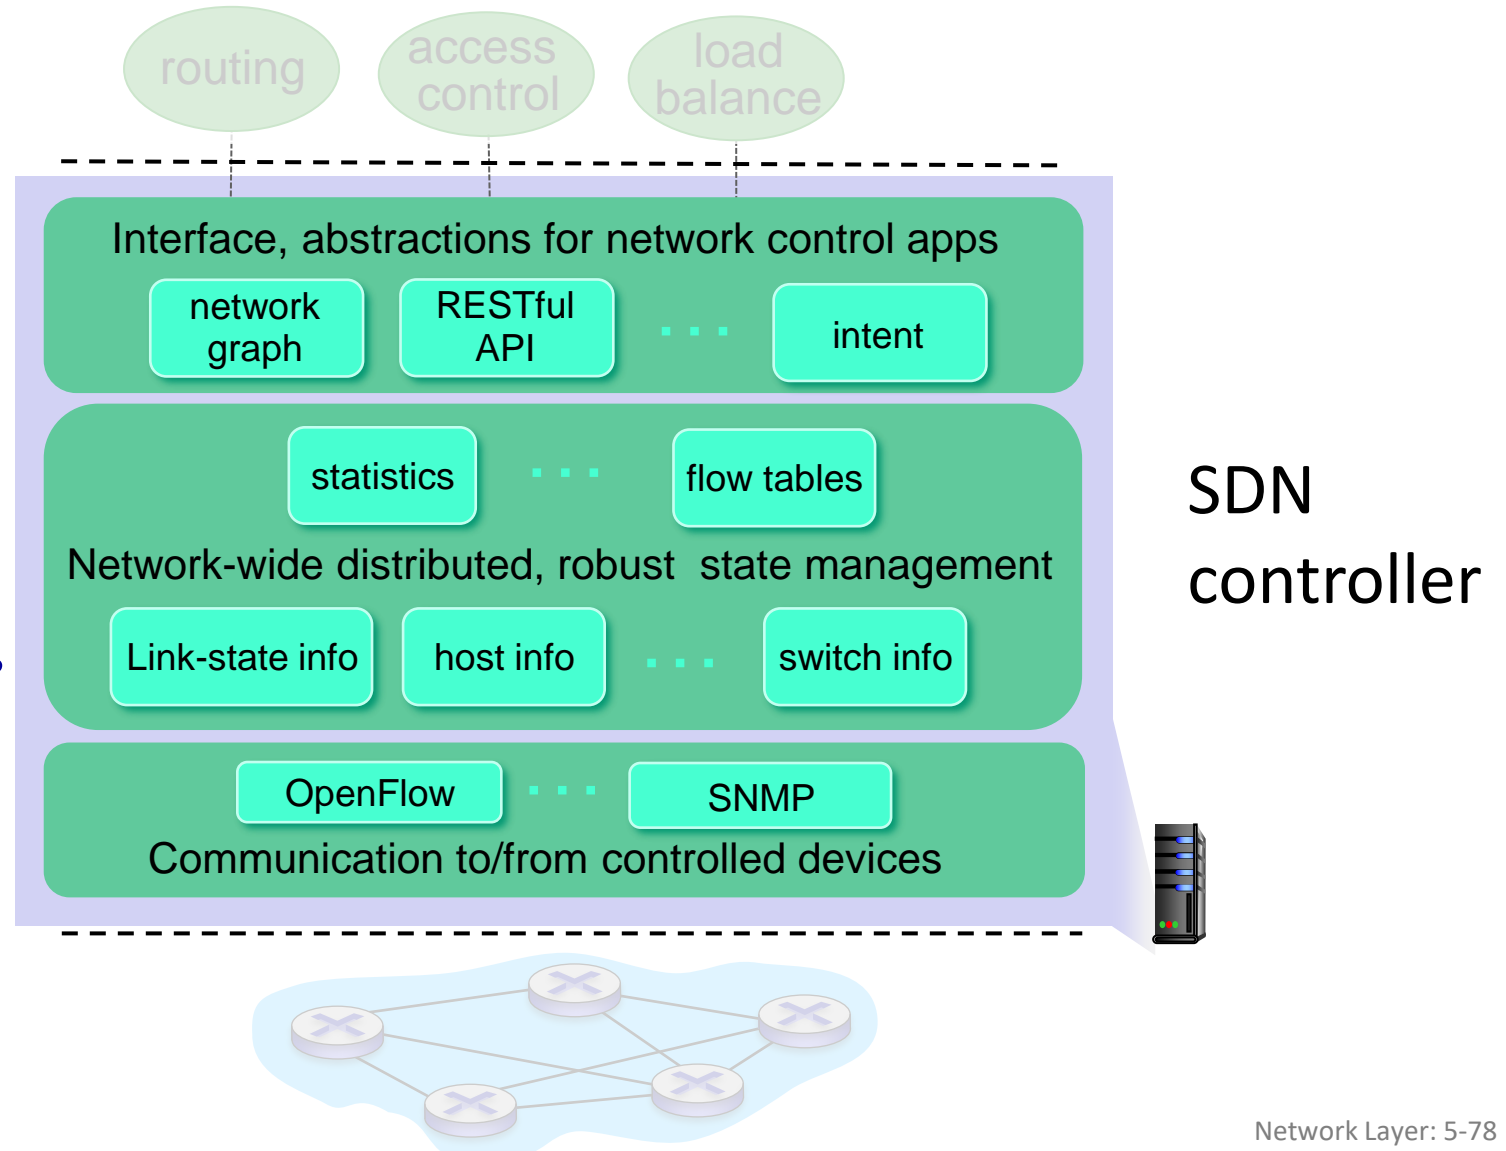 routing
access
control
load
balance
Interface, abstractions for network control apps
network
graph
RESTful
API
. . .
intent
statistics
. . .
flow tables
Network-wide distributed, robust  state management
Link-state info
host info
. . .
switch info
OpenFlow
. . .
SNMP
Communication to/from controlled devices
SDN
controller
Network Layer: 5-78